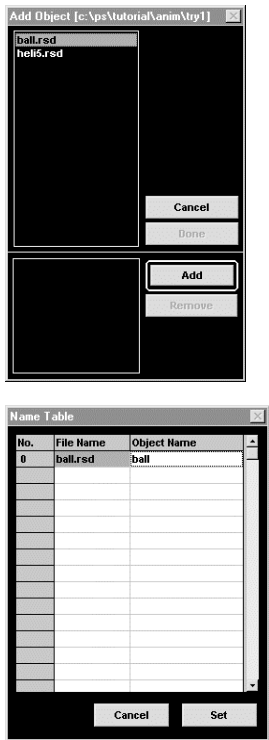 Add Object [c:\ps\tutorial\anim\try1]
ball.rsd
heli5.rsd
Cancel
Done
Add
Remove
Name Table
No. File Name Object Name
0 ball.rsd ball
Cancel Set